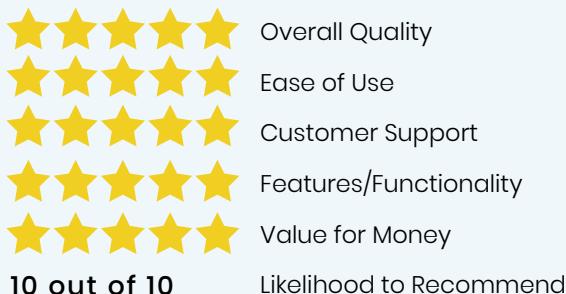 Overall Quality
Ease of Use
Customer Support
Features/Functionality
Value for Money
10 out of 10 Likelihood to Recommend